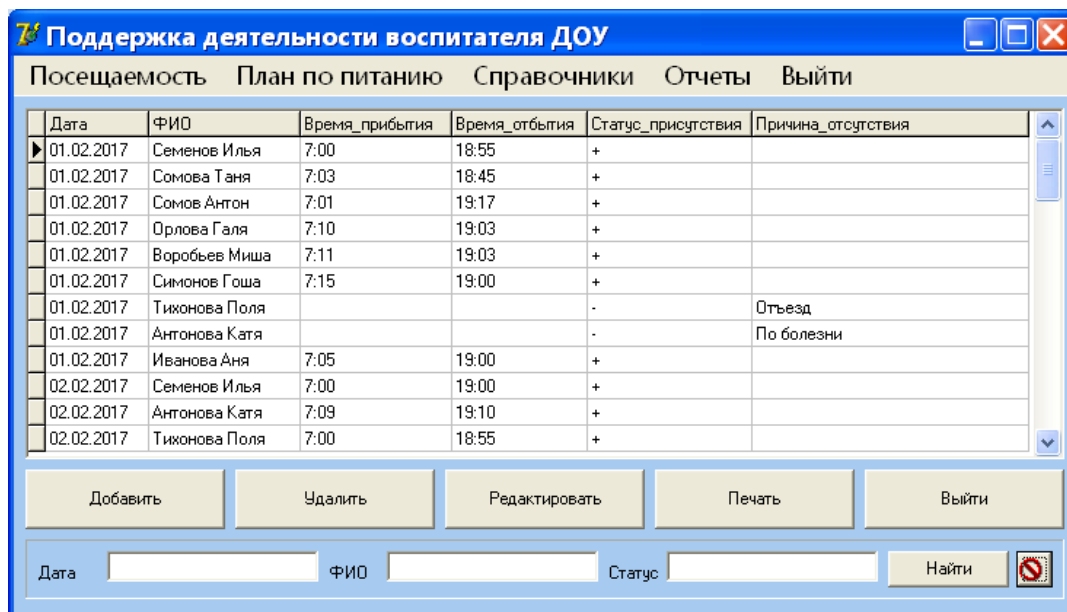 Поддержка деятельности воспитателя ДОУ
Посещаемость План по питанию Справочники Отчеты Выйти
Дата ФИО Время_прибытия Время_отбытия Статус_присутствия Причина_отсутствия
01.02.2017 Семенов Илья 7:00 18:55 +
01.02.2017 Сомова Таня 7:03 18:45 +
01.02.2017 Сомов Антон 7:01 19:17 +
01.02.2017 Орлова Галя 7:10 19:03 +
01.02.2017 Воробьев Миша 7:11 19:03 +
01.02.2017 Симонов Гоша 7:15 19:00 +
01.02.2017 Тихонова Поля - Отъезд
01.02.2017 Антонова Катя - По болезни
01.02.2017 Иванова Аня 7:05 19:00 +
02.02.2017 Семенов Илья 7:00 19:00 +
02.02.2017 Антонова Катя 7:09 19:10 +
02.02.2017 Тихонова Поля 7:00 18:55 +
Добавить Удалить Редактировать Печать Выйти
Дата ФИО Статус Найти